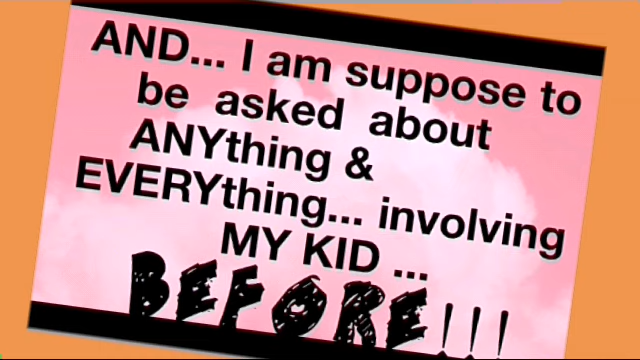 AND... I am suppose to
be asked about
ANYthing &
EVERYthing... involving
MY KID ...
BEFORE!!!